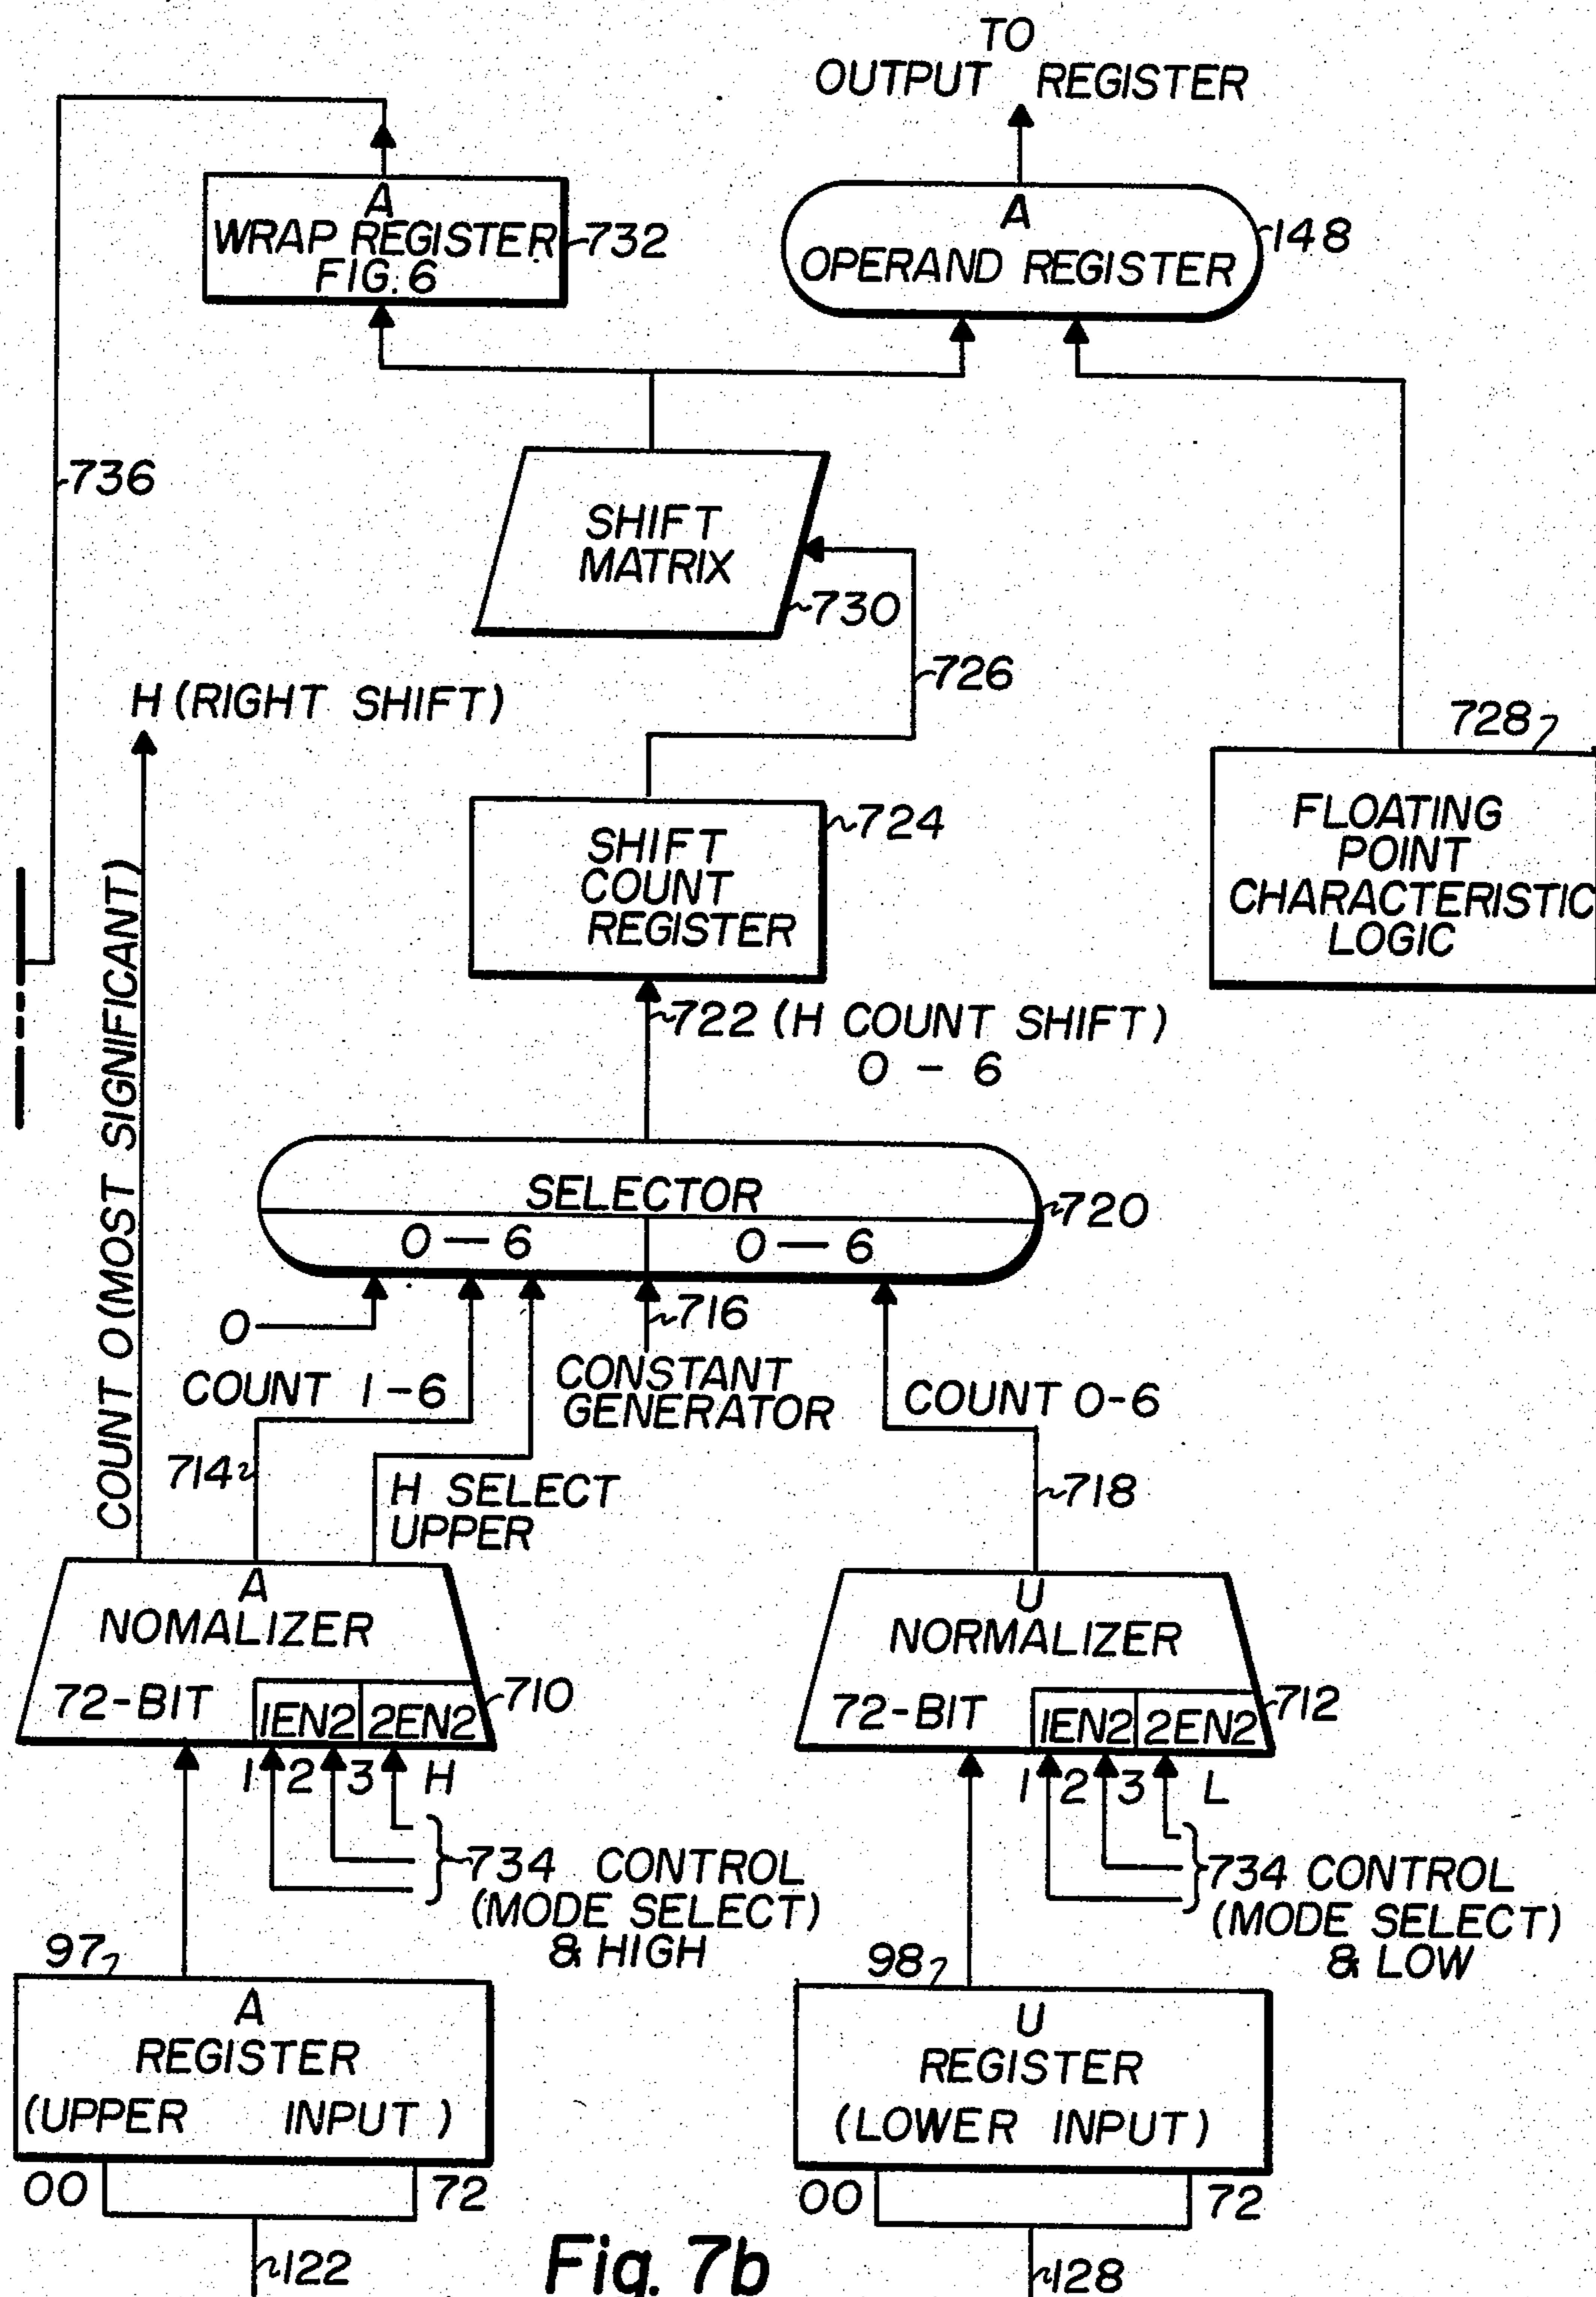 TO
OUTPUT REGISTER
A
WRAP REGISTER
FIG. 6
732
A
OPERAND REGISTER
148
736
SHIFT
MATRIX
730
726
H (RIGHT SHIFT)
728
SHIFT
COUNT
REGISTER
724
FLOATING
POINT
CHARACTERISTIC
LOGIC
COUNT 0 (MOST SIGNIFICANT)
722 (H COUNT SHIFT)
0 - 6
SELECTOR
0 — 6
0 — 6
720
0
716
COUNT 1-6
CONSTANT
GENERATOR
COUNT 0-6
714
H SELECT
UPPER
718
A
NOMALIZER
72-BIT
1EN2
2EN2
710
U
NORMALIZER
72-BIT
1EN2
2EN2
712
1 2 3 H
1 2 3 L
734 CONTROL
(MODE SELECT)
& HIGH
734 CONTROL
(MODE SELECT)
& LOW
97
98
A
REGISTER
(UPPER INPUT)
U
REGISTER
(LOWER INPUT)
00
72
00
72
122
Fig. 7b
128